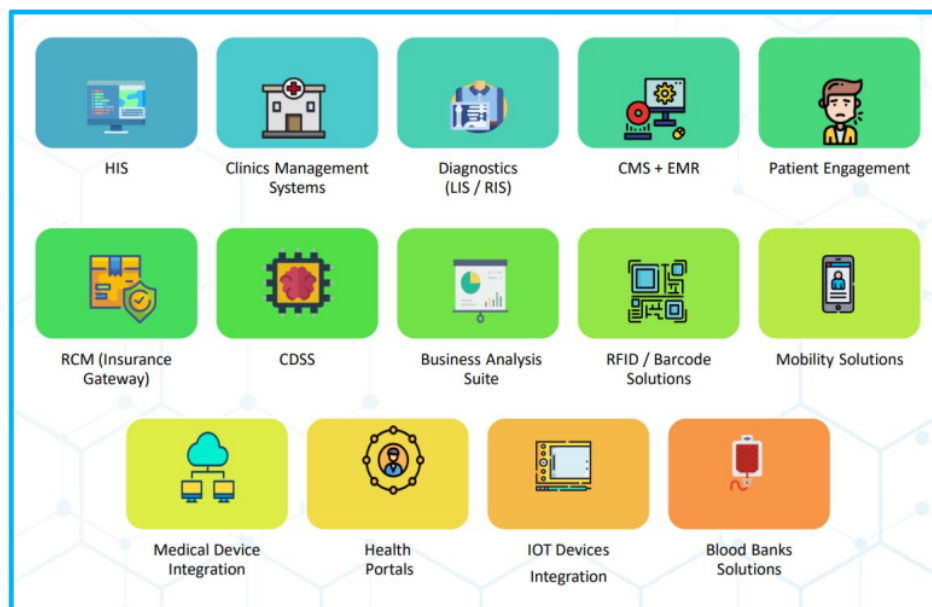 HIS
Clinics Management
Systems
Diagnostics
(LIS / RIS)
CMS + EMR
Patient Engagement
RCM (Insurance
Gateway)
CDSS
Business Analysis
Suite
RFID / Barcode
Solutions
Mobility Solutions
Medical Device
Integration
Health
Portals
IOT Devices
Integration
Blood Banks
Solutions